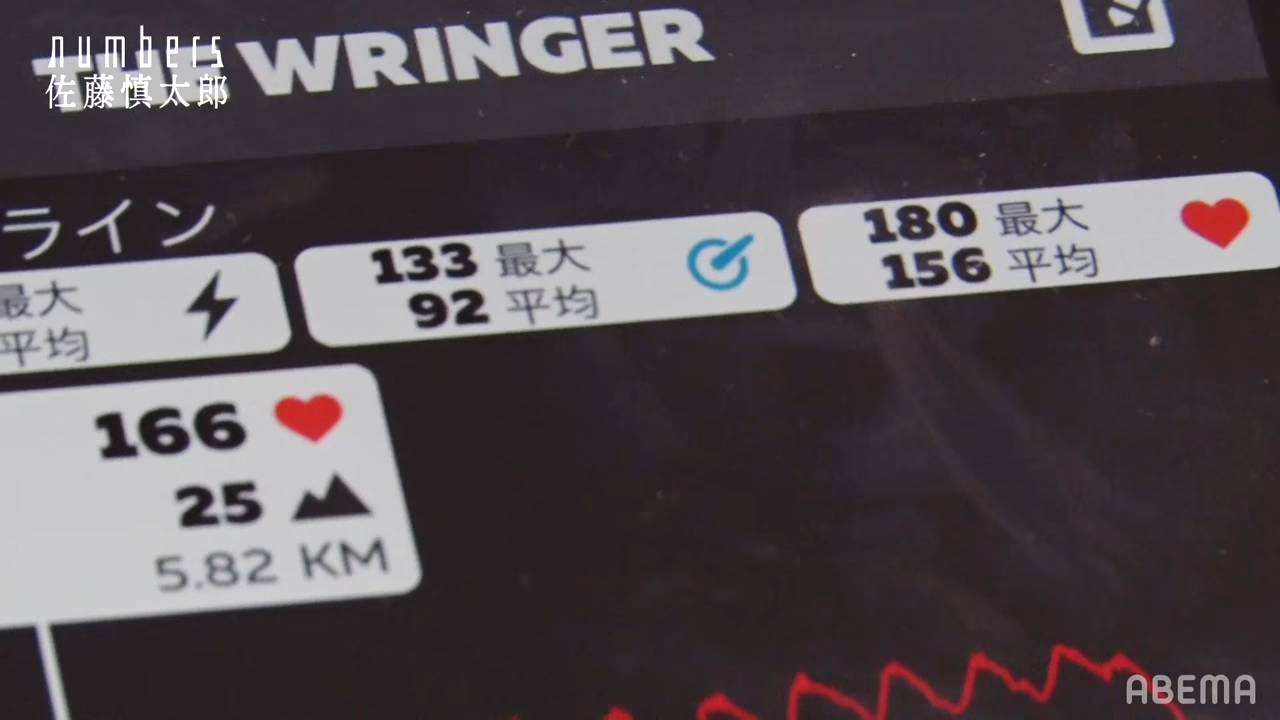 numbers
佐藤慎太郎
THE WRINGER
ライン
最大
平均
133 最大
92 平均
180 最大
156 平均
166
25
5.82 KM
ABEMA